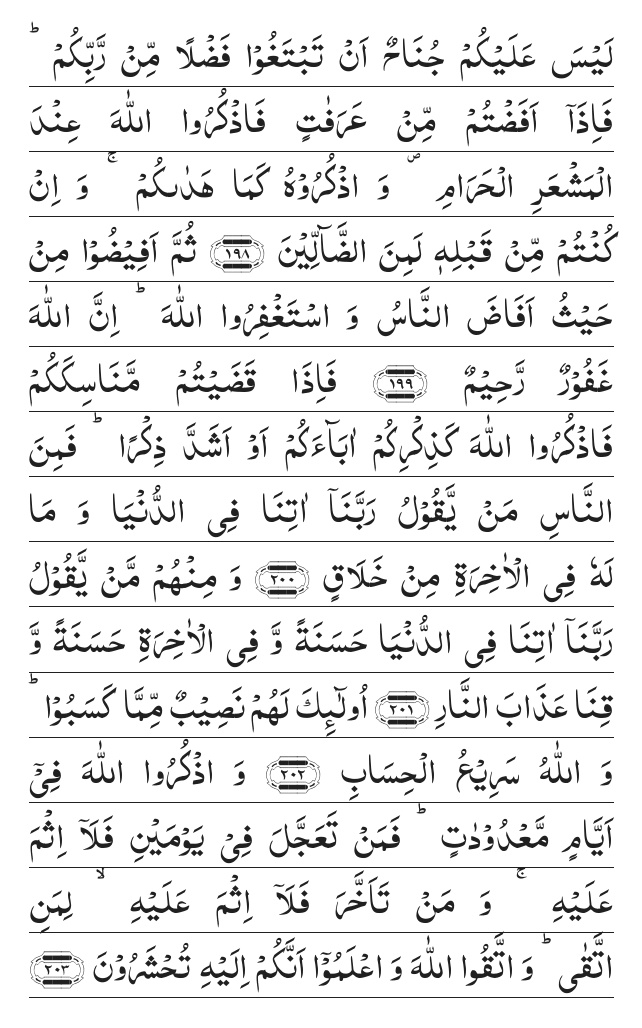 لَیۡسَ عَلَیۡکُمۡ جُنَاحٌ اَنۡ تَبۡتَغُوۡا فَضۡلًا مِّنۡ رَّبِّکُمۡ ؕ
فَاِذَاۤ اَفَضۡتُمۡ مِّنۡ عَرَفٰتٍ فَاذۡکُرُوا اللّٰہَ عِنۡدَ
الۡمَشۡعَرِ الۡحَرَامِ ۪ وَ اذۡکُرُوۡہُ کَمَا ہَدٰىکُمۡ ۚ وَ اِنۡ
کُنۡتُمۡ مِّنۡ قَبۡلِہٖ لَمِنَ الضَّآلِّیۡنَ ﴿۱۹۸﴾ ثُمَّ اَفِیۡضُوۡا مِنۡ
حَیۡثُ اَفَاضَ النَّاسُ وَ اسۡتَغۡفِرُوا اللّٰہَ ؕ اِنَّ اللّٰہَ
غَفُوۡرٌ رَّحِیۡمٌ ﴿۱۹۹﴾ فَاِذَا قَضَیۡتُمۡ مَّنَاسِکَکُمۡ
فَاذۡکُرُوا اللّٰہَ کَذِکۡرِکُمۡ اٰبَآءَکُمۡ اَوۡ اَشَدَّ ذِکۡرًا ؕ فَمِنَ
النَّاسِ مَنۡ یَّقُوۡلُ رَبَّنَاۤ اٰتِنَا فِی الدُّنۡیَا وَ مَا
لَہٗ فِی الۡاٰخِرَۃِ مِنۡ خَلَاقٍ ﴿۲۰۰﴾ وَ مِنۡہُمۡ مَّنۡ یَّقُوۡلُ
رَبَّنَاۤ اٰتِنَا فِی الدُّنۡیَا حَسَنَۃً وَّ فِی الۡاٰخِرَۃِ حَسَنَۃً وَّ
قِنَا عَذَابَ النَّارِ ﴿۲۰۱﴾ اُولٰٓئِکَ لَہُمۡ نَصِیۡبٌ مِّمَّا کَسَبُوۡا ؕ
وَ اللّٰہُ سَرِیۡعُ الۡحِسَابِ ﴿۲۰۲﴾ وَ اذۡکُرُوا اللّٰہَ فِیۡۤ
اَیَّامٍ مَّعۡدُوۡدٰتٍ ؕ فَمَنۡ تَعَجَّلَ فِیۡ یَوۡمَیۡنِ فَلَاۤ اِثۡمَ
عَلَیۡہِ ۚ وَ مَنۡ تَاَخَّرَ فَلَاۤ اِثۡمَ عَلَیۡہِ ۙ لِمَنِ
اتَّقٰی ؕ وَ اتَّقُوا اللّٰہَ وَ اعۡلَمُوۡۤا اَنَّکُمۡ اِلَیۡہِ تُحۡشَرُوۡنَ ﴿۲۰۳﴾